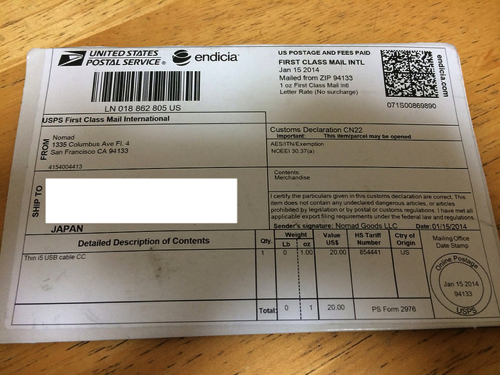 UNITED STATES
POSTAL SERVICE®
endicia
LN 018 862 805 US
US POSTAGE AND FEES PAID
FIRST CLASS MAIL INTL
Jan 15 2014
Mailed from ZIP 94133
1 oz First Class Mail Intl
Letter Rate (No surcharge)
endicia.com
071S00869890
USPS First Class Mail International
FROM
Nomad
1335 Columbus Ave Fl. 4
San Francisco CA 94133
4154004413
SHIP TO
JAPAN
Customs Declaration CN22
Important: This item/parcel may be opened
AES/ITN/Exemption
NOEEI 30.37(a)
Contents:
Merchandise
I certify the particulars given in this customs declaration are correct. This
item does not contain any undeclared dangerous articles, or articles
prohibited by legislation or by postal or customs regulations. I have met all
applicable export filing requirements under the federal law and regulations.
Sender's signature: Nomad Goods LLC Date: 01/15/2014
Detailed Description of Contents Qty Weight Lb oz Value US$ HS Tariff Number Ctry of Origin
Thin i5 USB cable CC 1 0 1 20.00 854441 US
Total: 0 1.00 20.00 PS Form 2976
Mailing Office
Date Stamp
Online Postage
Jan 15 2014
94133
USPS